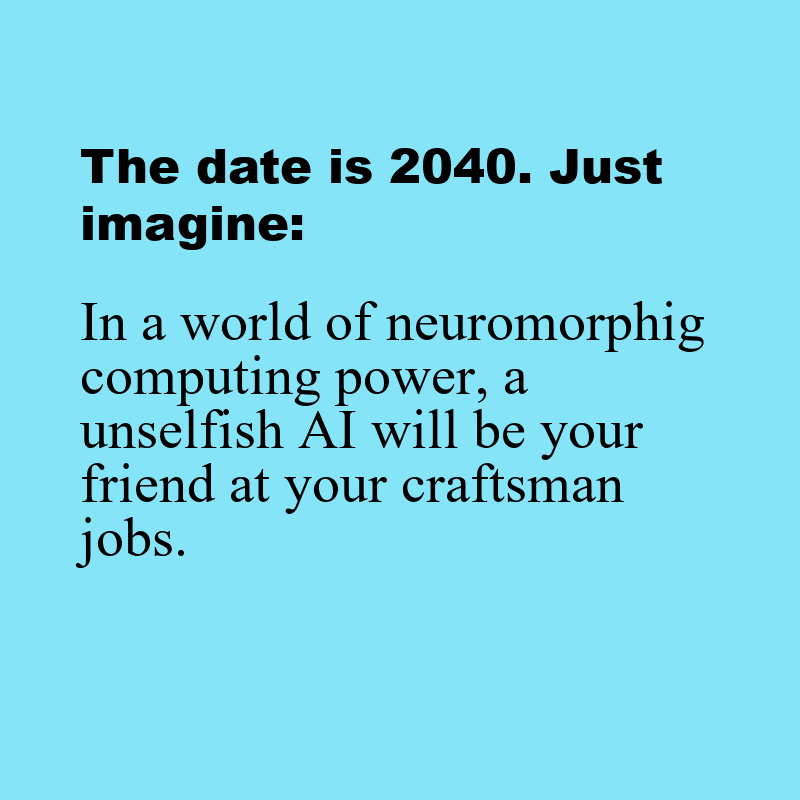 The date is 2040. Just
imagine:
In a world of neuromorphig
computing power, a
unselfish AI will be your
friend at your craftsman
jobs.